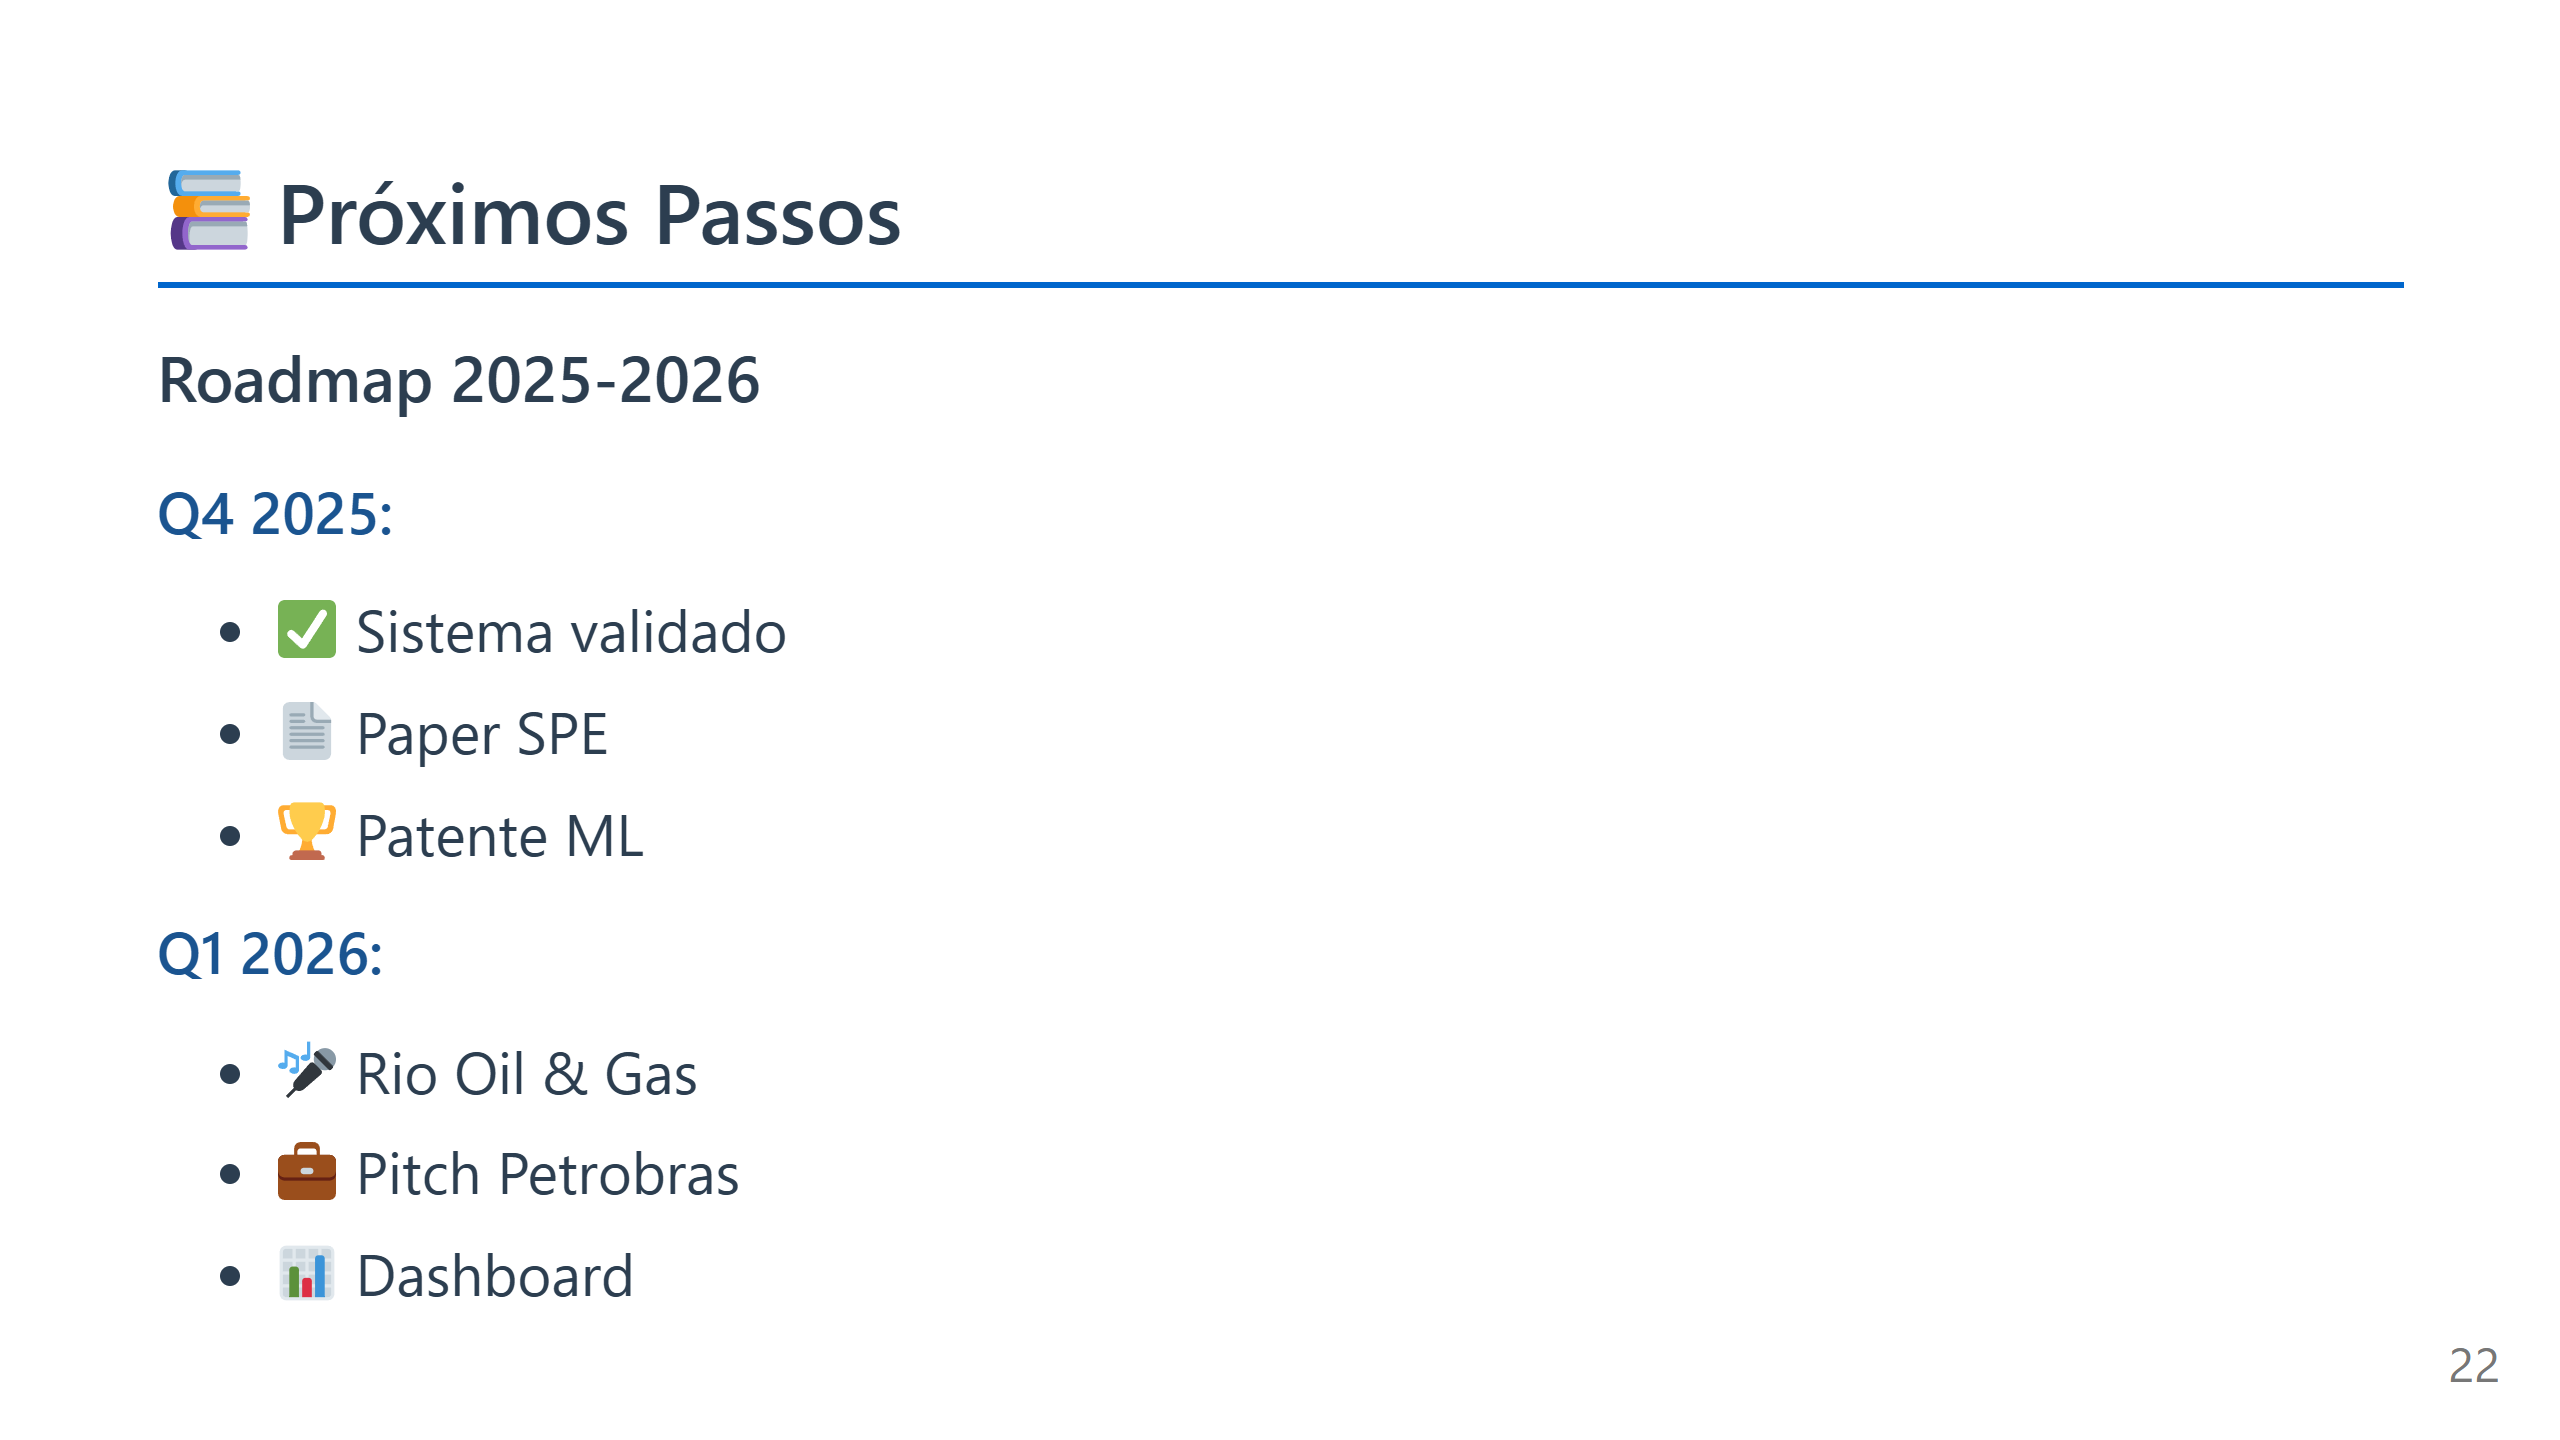 Próximos Passos
Roadmap 2025-2026
Q4 2025:
• ✅ Sistema validado
• 📄 Paper SPE
• 🏆 Patente ML
Q1 2026:
• 🎤 Rio Oil & Gas
• 💼 Pitch Petrobras
• 📊 Dashboard
22